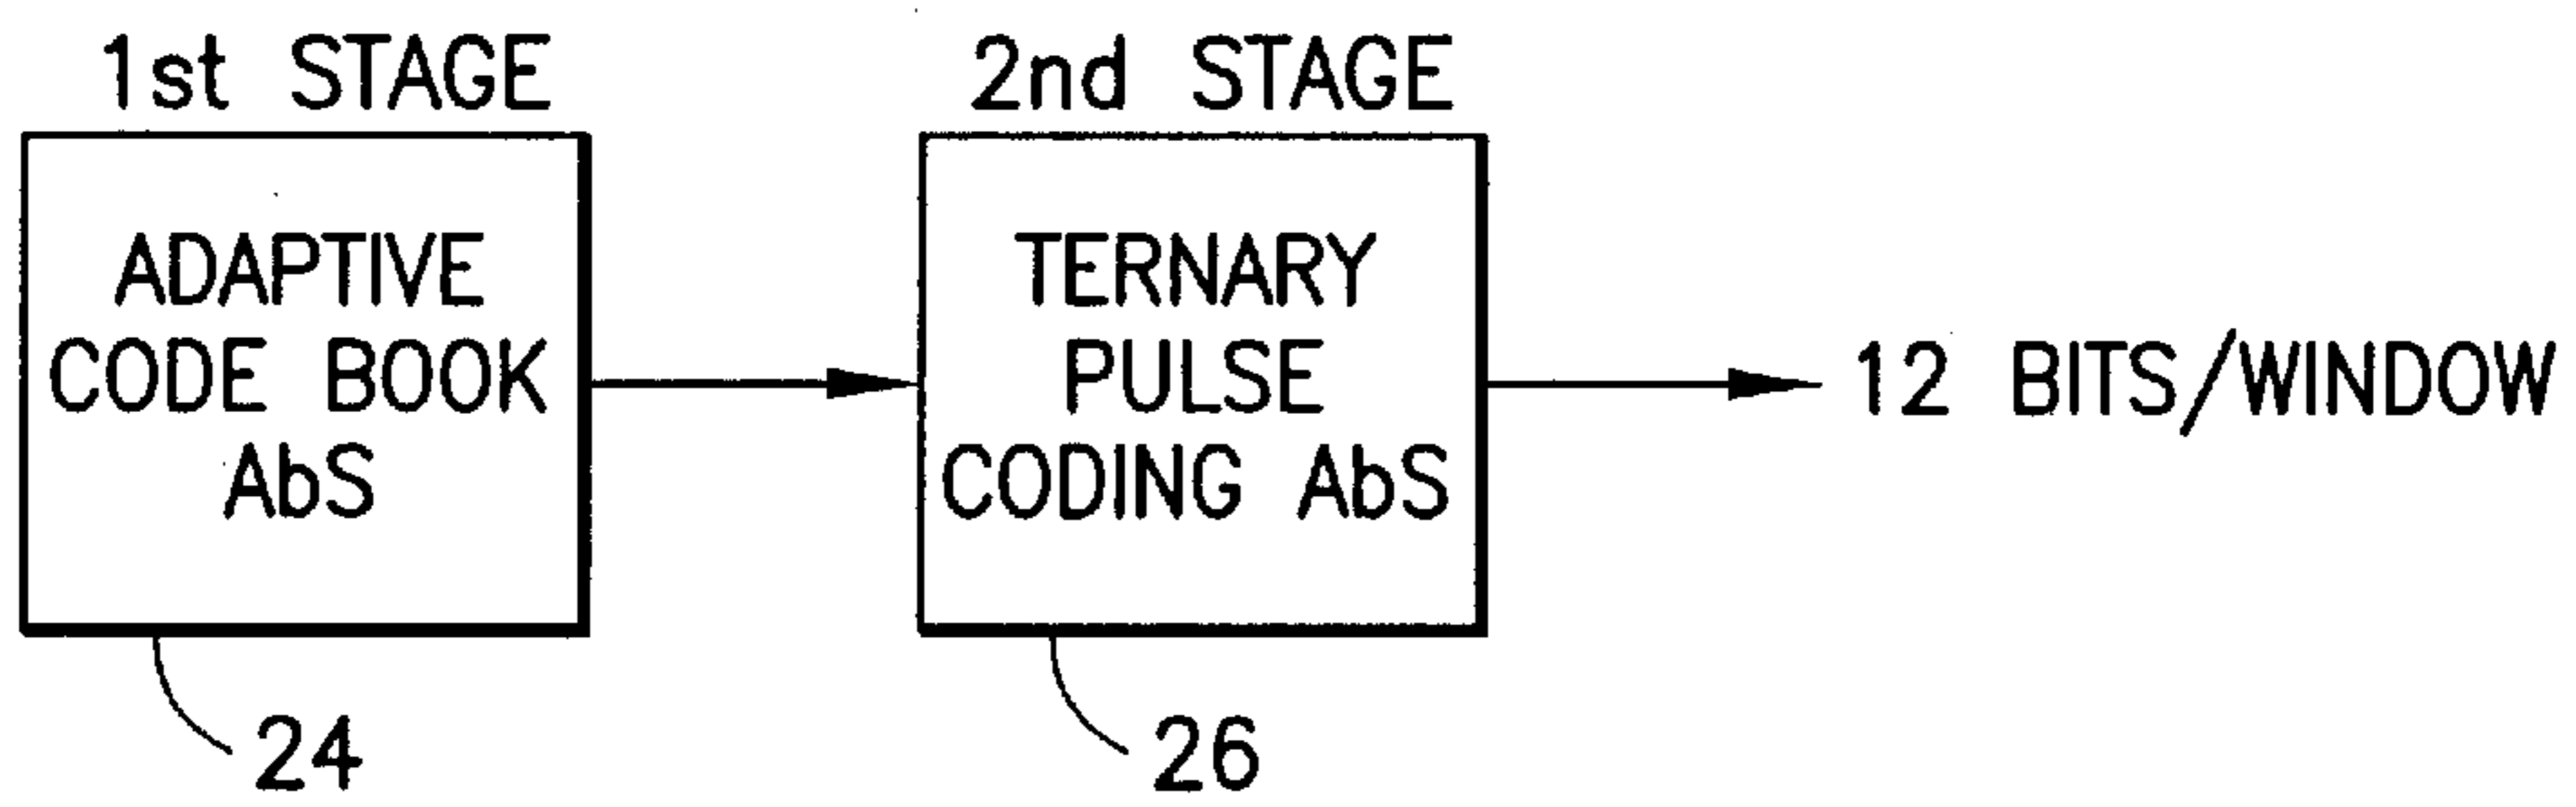 1st STAGE
ADAPTIVE
CODE BOOK
AbS
24
2nd STAGE
TERNARY
PULSE
CODING AbS
26
12 BITS/WINDOW